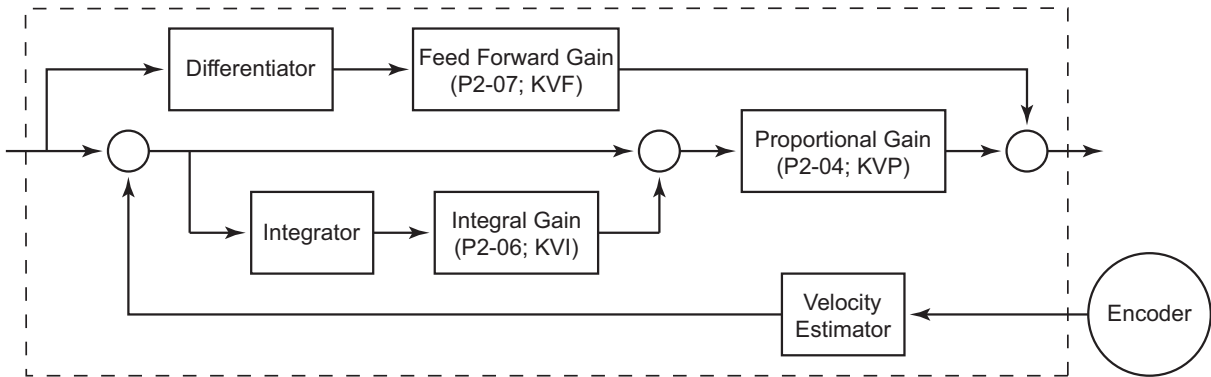 Differentiator
Feed Forward Gain
(P2-07; KVF)
Proportional Gain
(P2-04; KVP)
Integrator
Integral Gain
(P2-06; KVI)
Velocity
Estimator
Encoder